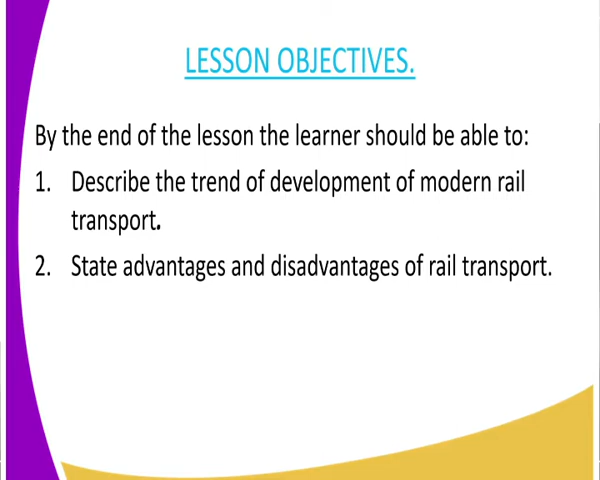 LESSON OBJECTIVES.
By the end of the lesson the learner should be able to:
1. Describe the trend of development of modern rail
transport.
2. State advantages and disadvantages of rail transport.